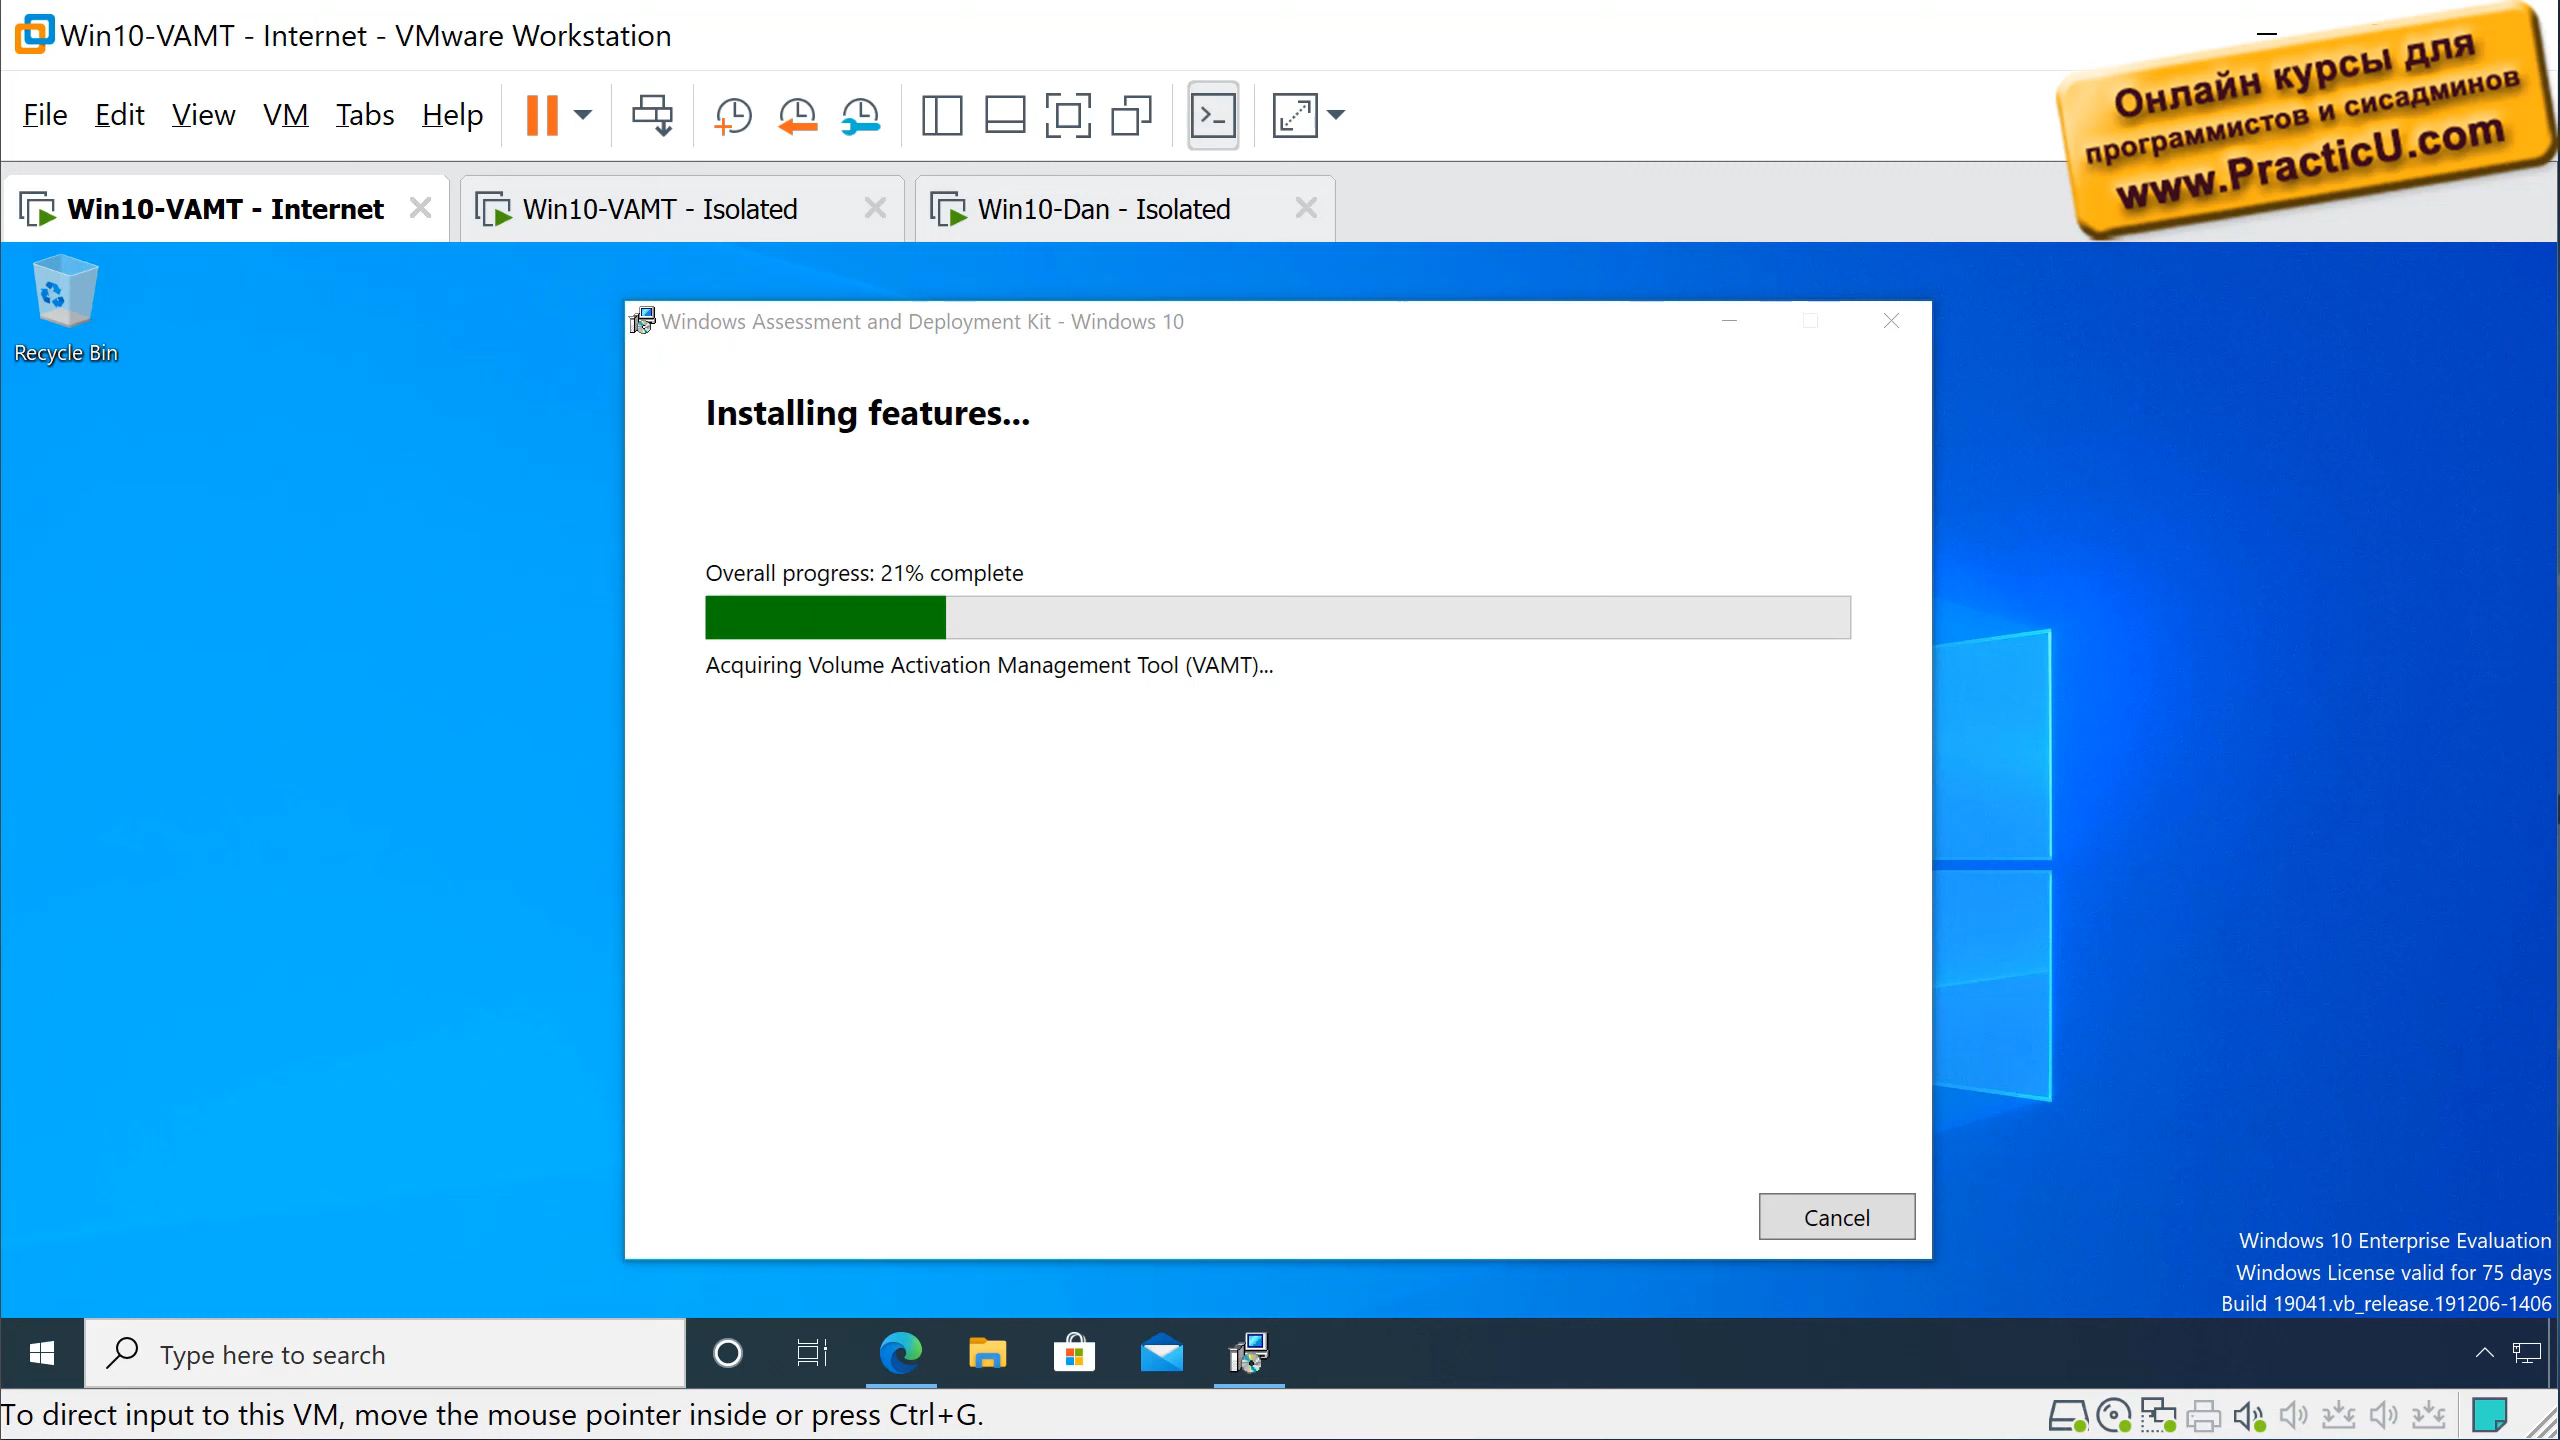 Win10-VAMT - Internet - VMware Workstation
Онлайн курсы для
программистов и сисадминов
www.PracticU.com
File Edit View VM Tabs Help
Win10-VAMT - Internet
Win10-VAMT - Isolated
Win10-Dan - Isolated
Recycle Bin
Windows Assessment and Deployment Kit - Windows 10
Installing features...
Overall progress: 21% complete
Acquiring Volume Activation Management Tool (VAMT)...
Cancel
Windows 10 Enterprise Evaluation
Windows License valid for 75 days
Build 19041.vb_release.191206-1406
Type here to search
To direct input to this VM, move the mouse pointer inside or press Ctrl+G.